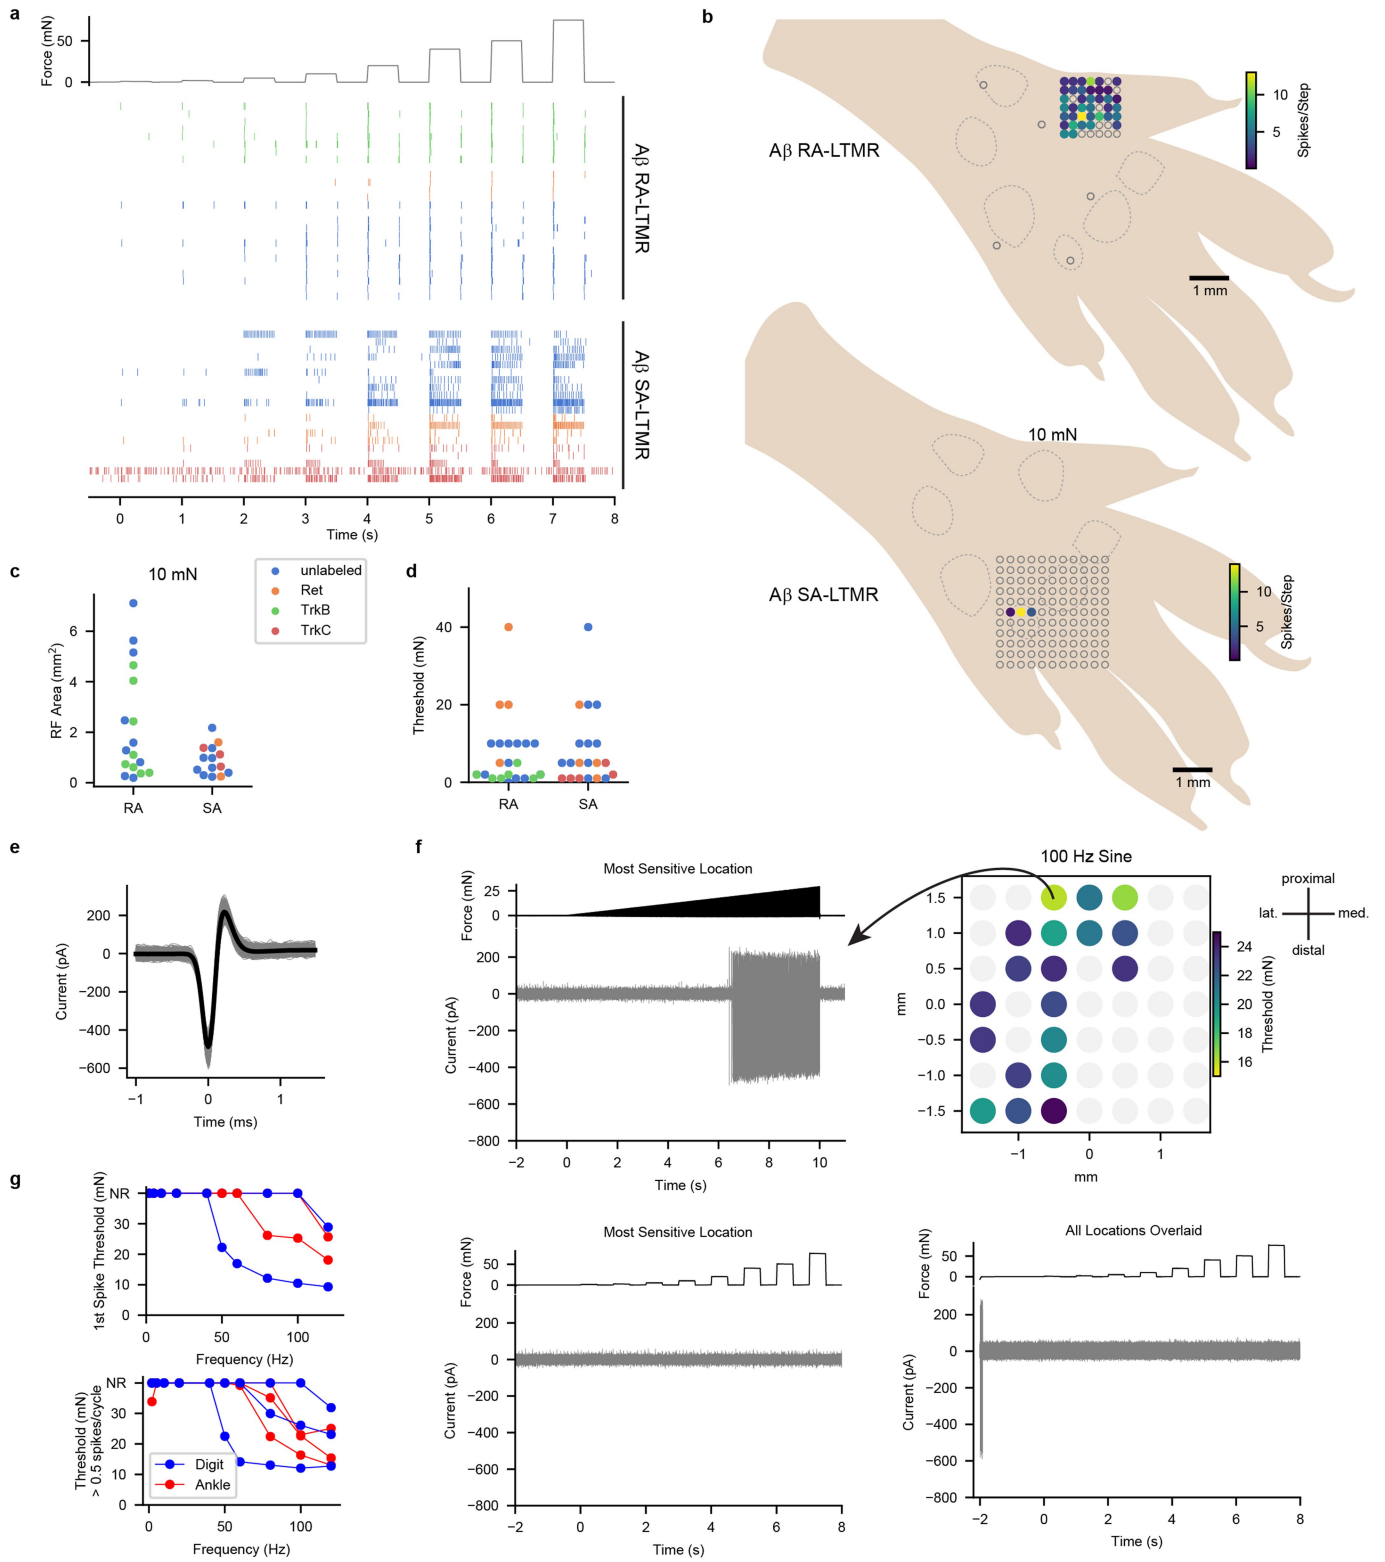 a
Force (mN)
50
0
Aβ RA-LTMR
Aβ SA-LTMR
0 1 2 3 4 5 6 7 8
Time (s)
b
Aβ RA-LTMR
10
5
Spikes/Step
1 mm
10 mN
Aβ SA-LTMR
10
5
Spikes/Step
1 mm
c
10 mN
RF Area (mm²)
6
4
2
0
RA SA
unlabeled
Ret
TrkB
TrkC
d
Threshold (mN)
40
20
0
RA SA
e
Current (pA)
200
0
−200
−400
−600
−1 0 1
Time (ms)
f
Most Sensitive Location
Force (mN)
25
0
Current (pA)
200
0
−200
−400
−600
−800
−2 0 2 4 6 8 10
Time (s)
100 Hz Sine
mm
1.5
1.0
0.5
0.0
−0.5
−1.0
−1.5
−1 0 1
mm
24
22
20
18
16
Threshold (mN)
proximal
lat. med.
distal
Most Sensitive Location
Force (mN)
50
0
Current (pA)
200
0
−200
−400
−600
−800
−2 0 2 4 6 8
Time (s)
All Locations Overlaid
Force (mN)
50
0
Current (pA)
200
0
−200
−400
−600
−800
−2 0 2 4 6 8
Time (s)
g
1st Spike Threshold (mN)
NR
30
20
10
0
0 50 100
Frequency (Hz)
Threshold (mN)
> 0.5 spikes/cycle
NR
30
20
10
0
Digit
Ankle
0 50 100
Frequency (Hz)